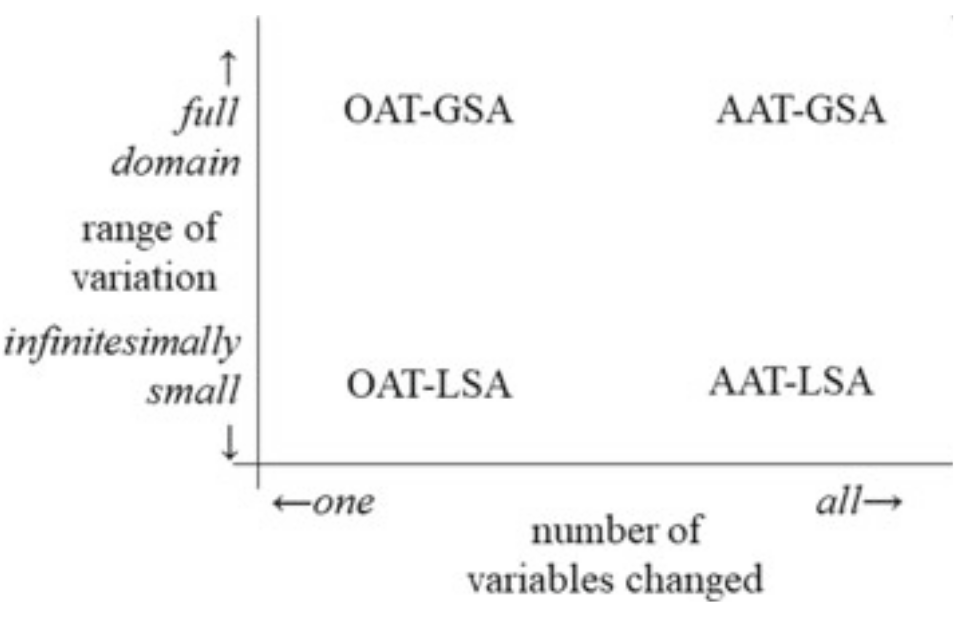 ↑
full
domain
range of
variation
infinitesimally
small
↓
OAT-GSA
AAT-GSA
OAT-LSA
AAT-LSA
←one
all→
number of
variables changed